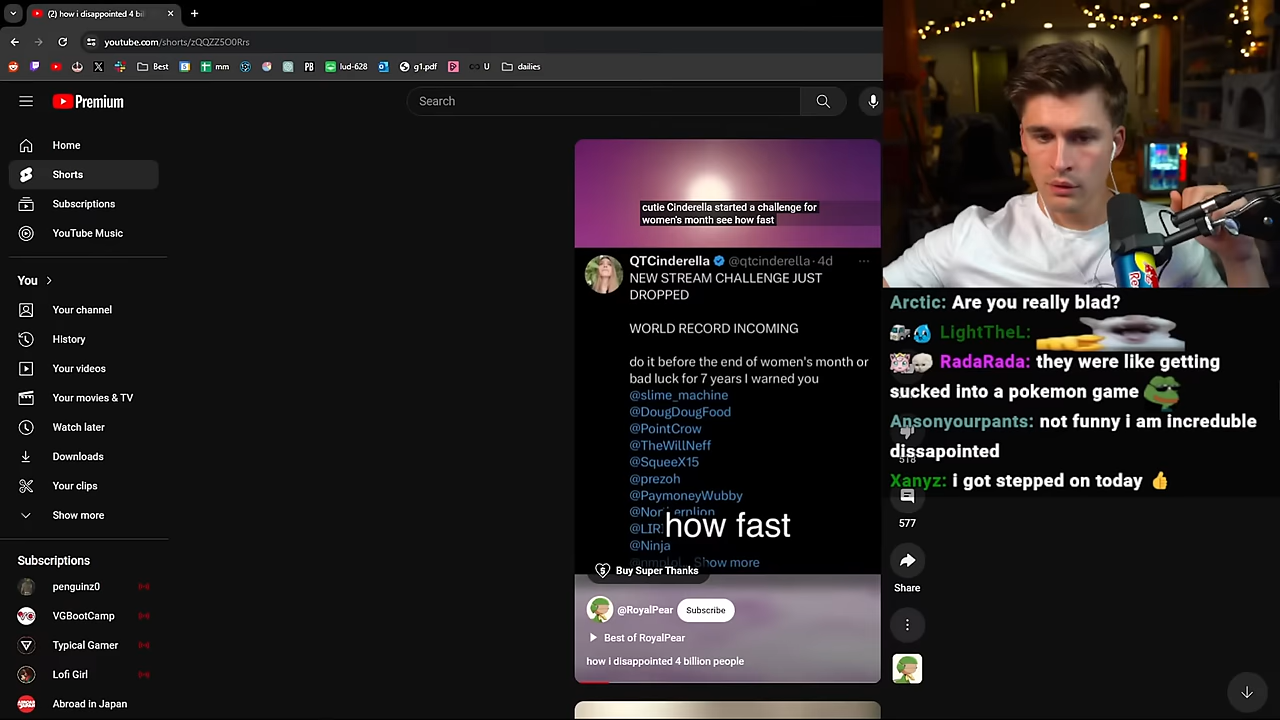 (2) how i disappointed 4 bil
youtube.com/shorts/zQQZZ5O0Rrs
Best
mm
PB
lud-628
g1.pdf
U
dailies
Premium
Search
Home
Shorts
Subscriptions
YouTube Music
You
Your channel
History
Your videos
Your movies & TV
Watch later
Downloads
Your clips
Show more
Subscriptions
penguinz0
VGBootCamp
Typical Gamer
Lofi Girl
Abroad in Japan
cutie Cinderella started a challenge for
women's month see how fast
QTCinderella @qtcinderella · 4d
NEW STREAM CHALLENGE JUST
DROPPED
WORLD RECORD INCOMING
do it before the end of women's month or
bad luck for 7 years I warned you
@slime_machine
@DougDougFood
@PointCrow
@TheWillNeff
@SqueeX15
@prezoh
@PaymoneyWubby
how fast
@Ninja
Show more
Buy Super Thanks
@RoyalPear Subscribe
Best of RoyalPear
how i disappointed 4 billion people
Arctic: Are you really blad?
LightTheL:
RadaRada: they were like getting
sucked into a pokemon game
Ansonyourpants: not funny i am increduble
dissapointed
Xanyz: i got stepped on today
577
Share